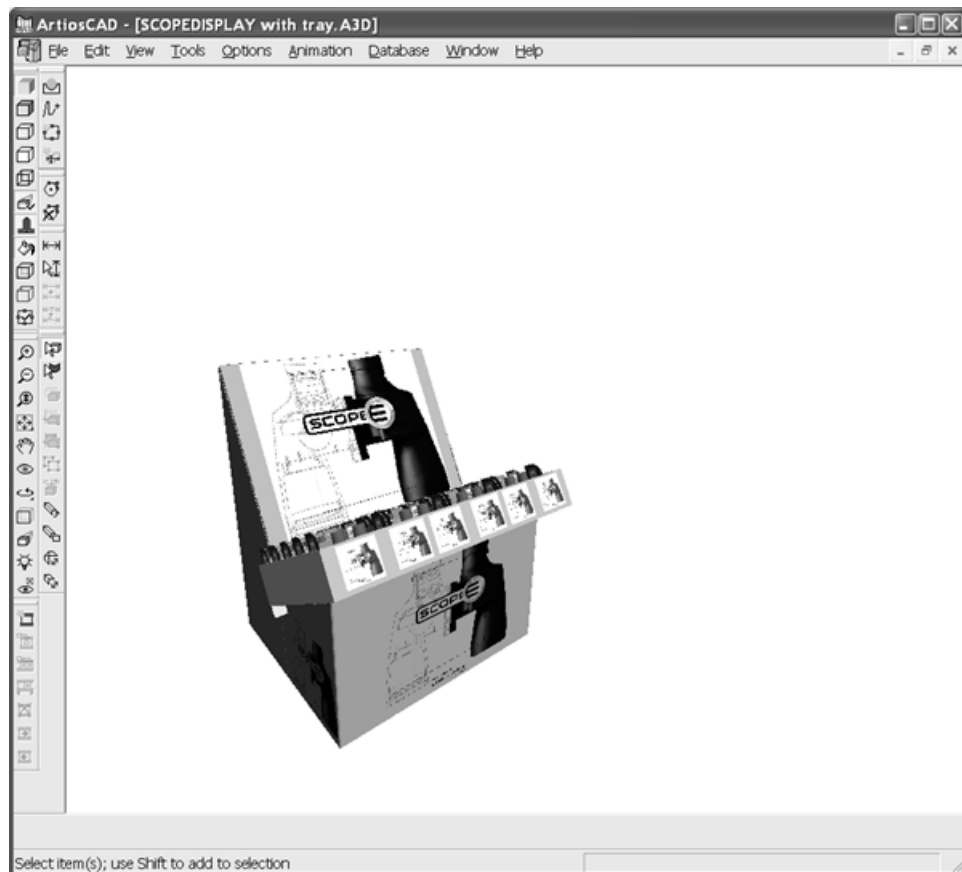 ArtiosCAD - [SCOPEDISPLAY with tray.A3D]
File Edit View Tools Options Animation Database Window Help
SCOPE
SCOPE
Select item(s); use Shift to add to selection